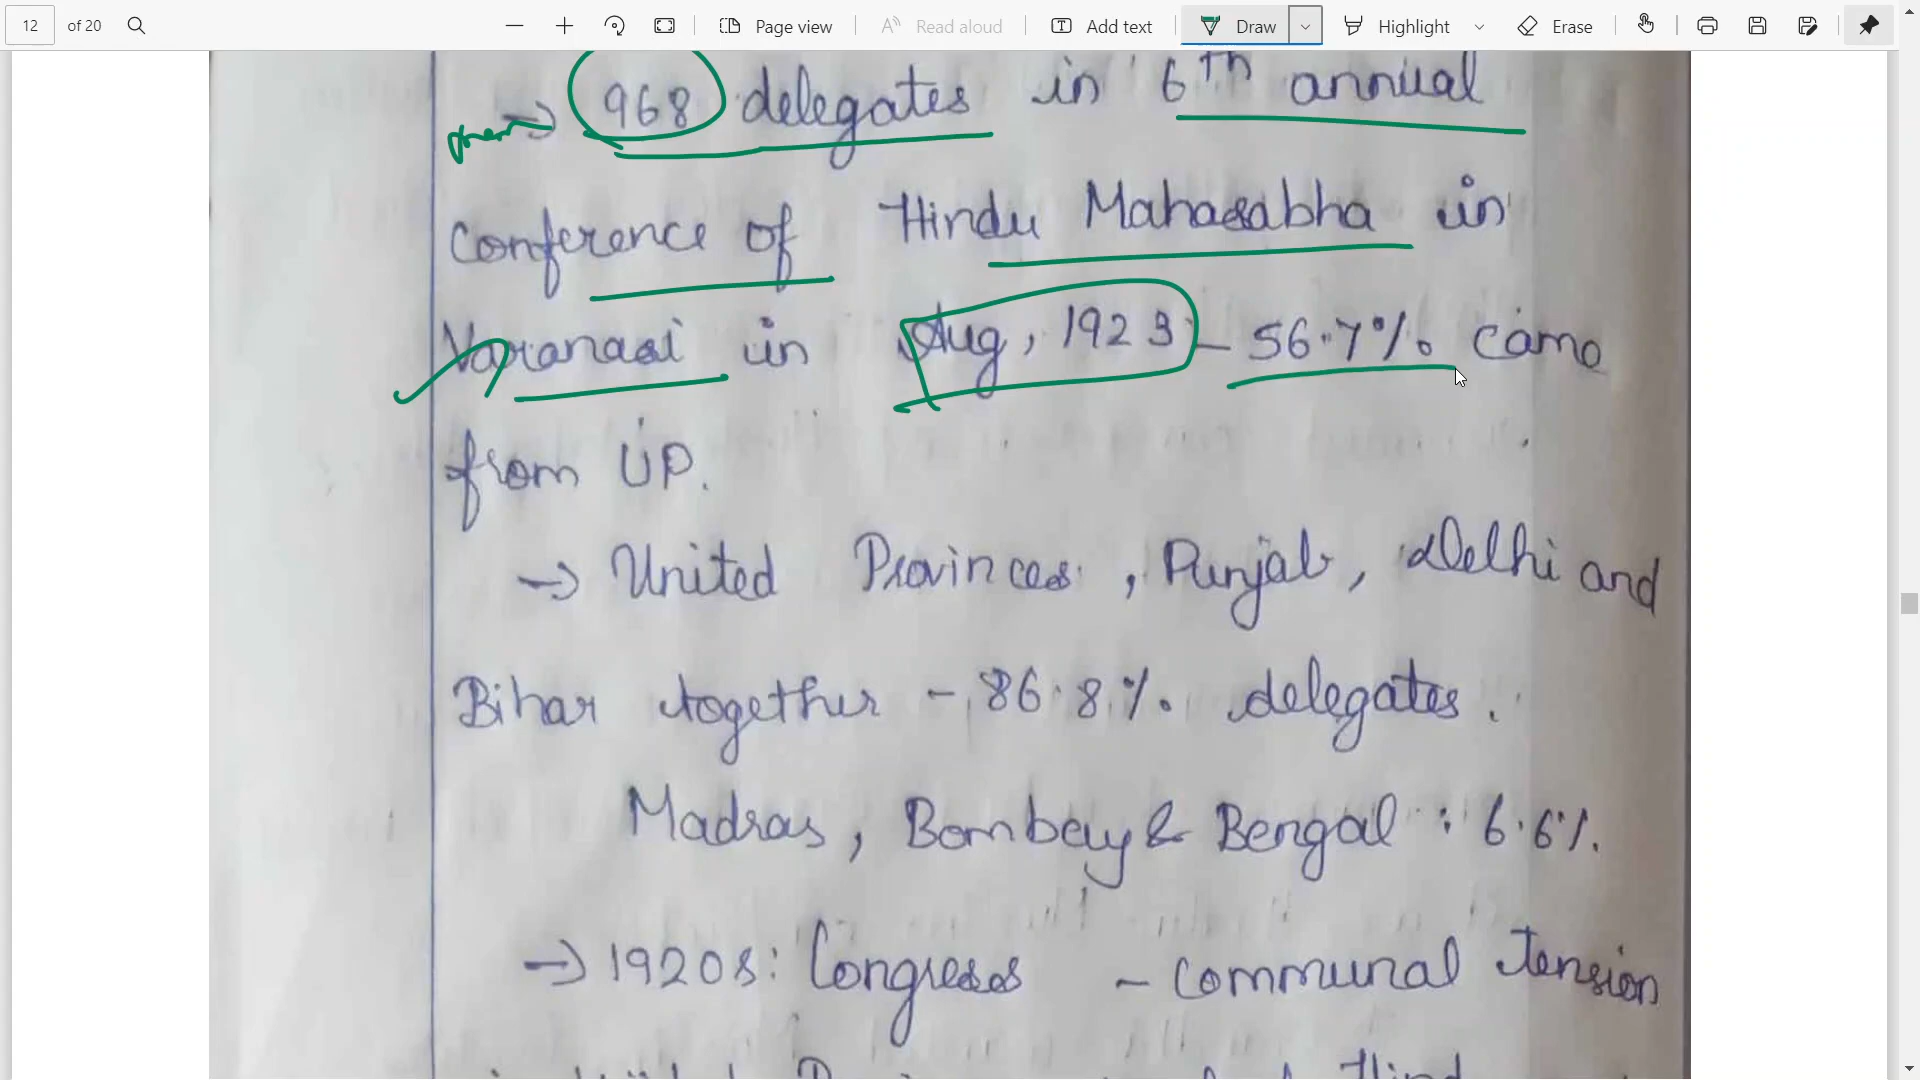 12 of 20 Page view Read aloud Add text Draw Highlight Erase
→ 968 delegates in 6th annual
conference of Hindu Mahasabha in
Varanasi in Aug, 1923 - 56.7% came
from UP.
→ United Provinces, Punjab, Delhi and
Bihar together - 86.8% delegates.
Madras, Bombay & Bengal : 6.6%.
→ 1920s: Congress - communal tension